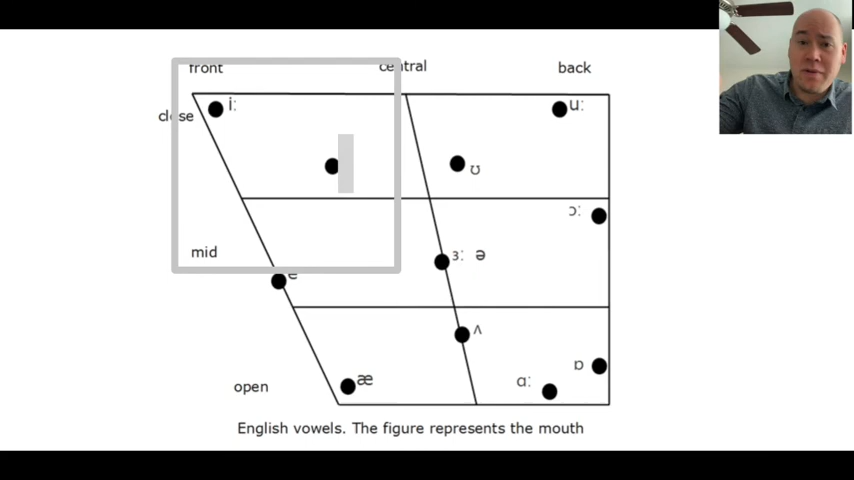 front central back
close iː uː
ʊ
ɔː
mid ɜː ə
e
ʌ
ɒ
open æ ɑː
English vowels. The figure represents the mouth